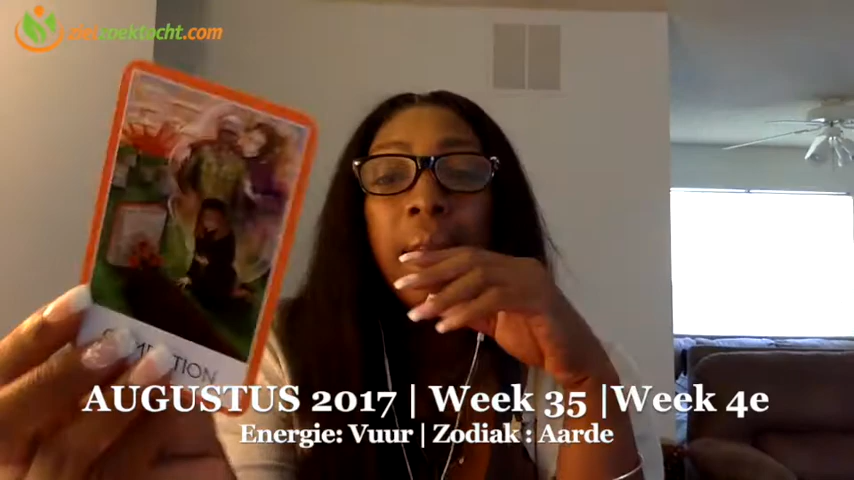 zielzoektocht.com
AUGUSTUS 2017 | Week 35 |Week 4e
Energie: Vuur | Zodiak : Aarde